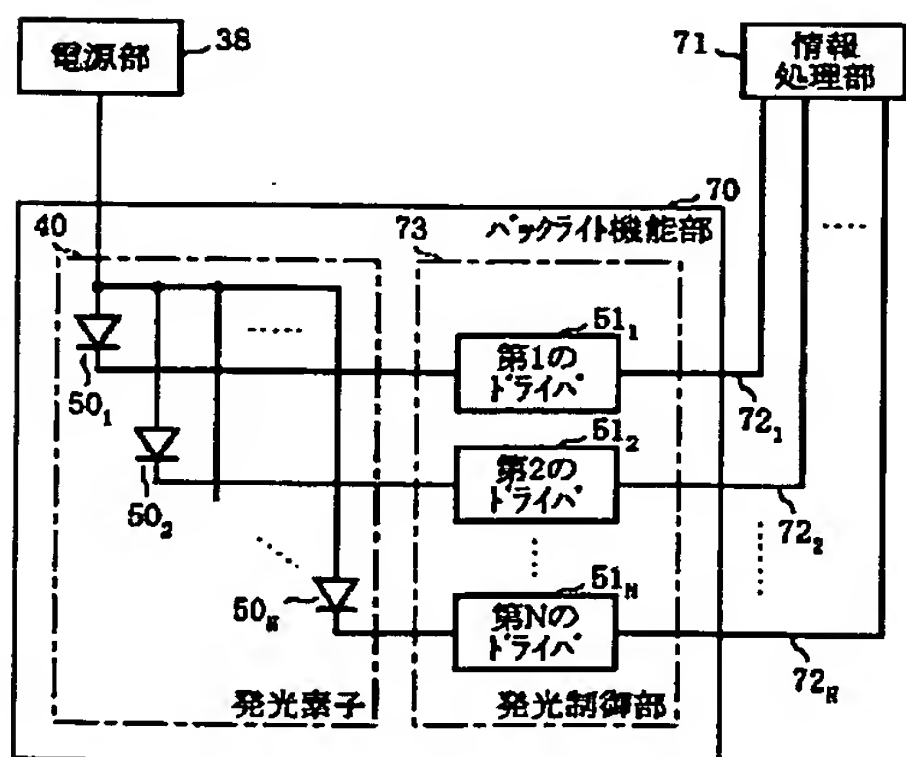 電源部
38
71
情報
処理部
70
バックライト機能部
40
73
51₁
第1の
ドライバ
50₁
72₁
51₂
第2の
ドライバ
50₂
72₂
51ₙ
第Nの
ドライバ
50ₙ
72ₙ
発光素子
発光制御部